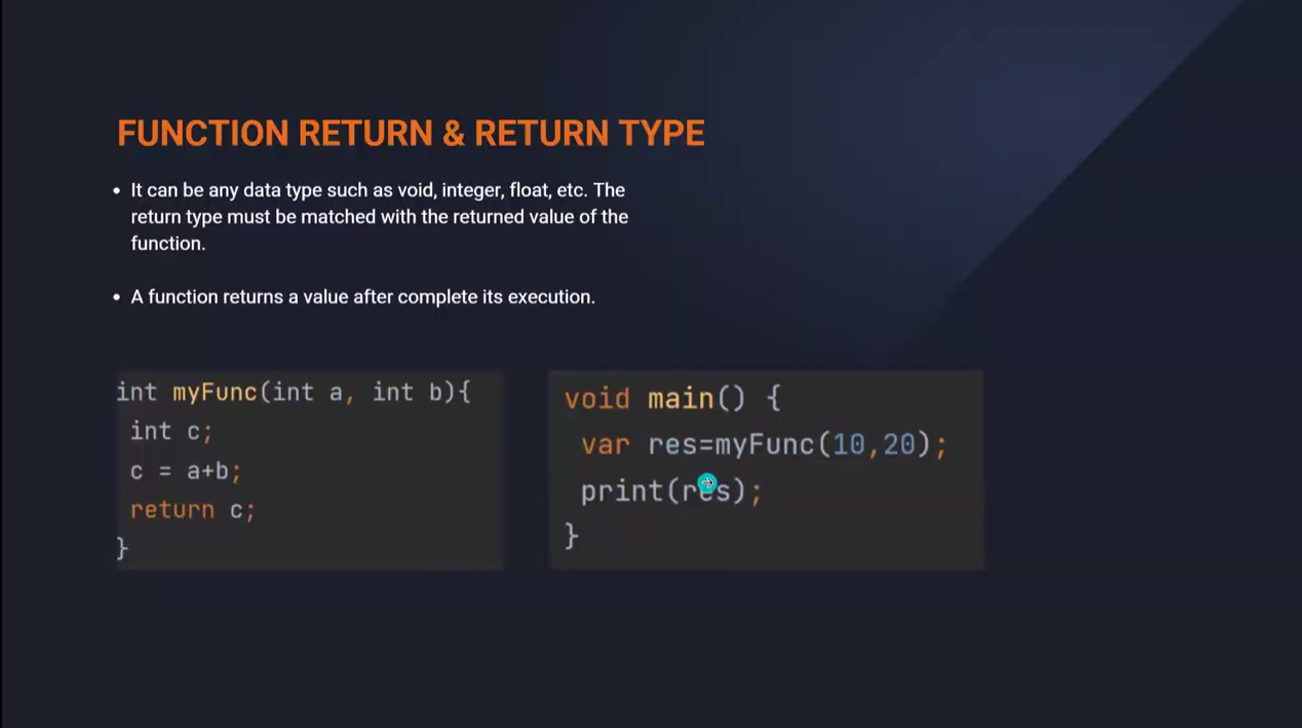 FUNCTION RETURN & RETURN TYPE
• It can be any data type such as void, integer, float, etc. The
return type must be matched with the returned value of the
function.
• A function returns a value after complete its execution.
int myFunc(int a, int b){
int c;
c = a+b;
return c;
}
void main() {
var res=myFunc(10,20);
print(res);
}